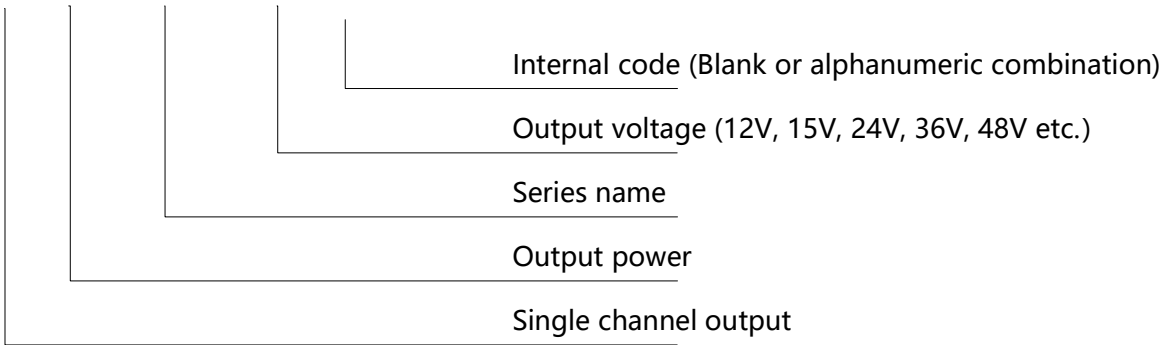 Internal code (Blank or alphanumeric combination)
Output voltage (12V, 15V, 24V, 36V, 48V etc.)
Series name
Output power
Single channel output